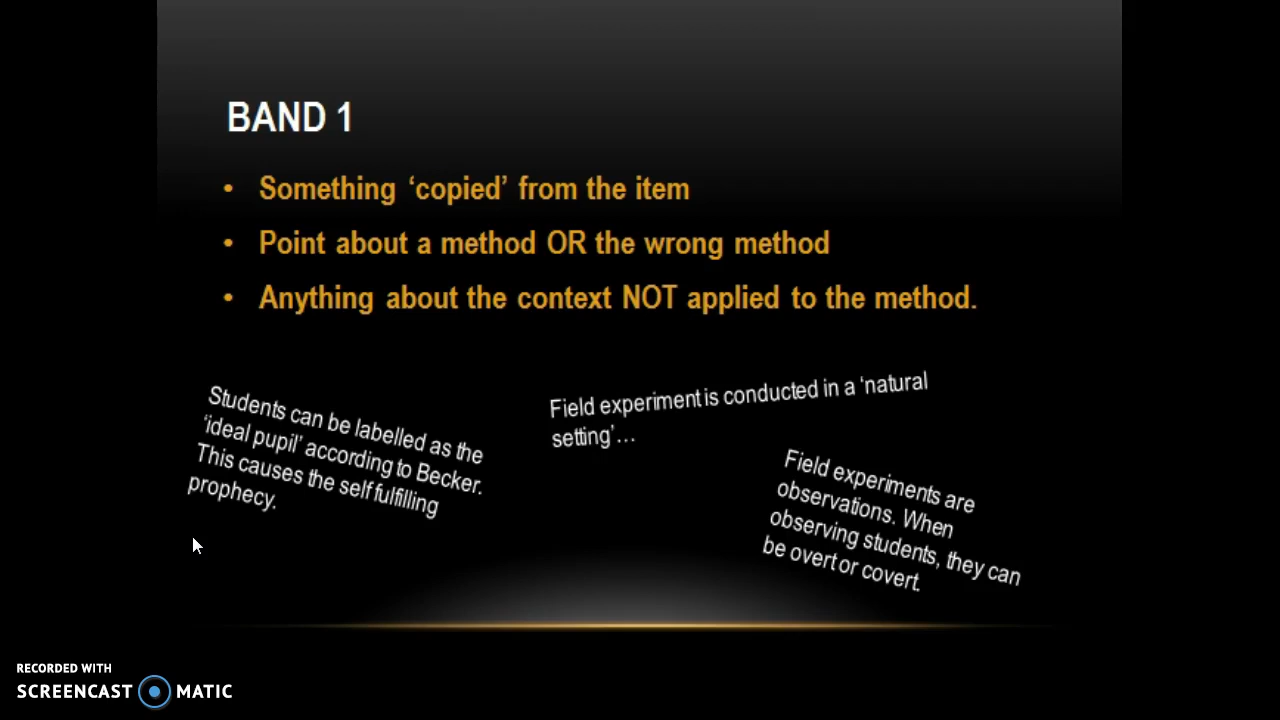 BAND 1
• Something ‘copied’ from the item
• Point about a method OR the wrong method
• Anything about the context NOT applied to the method.
Students can be labelled as the
‘ideal pupil’ according to Becker.
This causes the self fulfilling
prophecy.
Field experiment is conducted in a ‘natural
setting’…
Field experiments are
observations. When
observing students, they can
be overt or covert.
RECORDED WITH
SCREENCAST MATIC